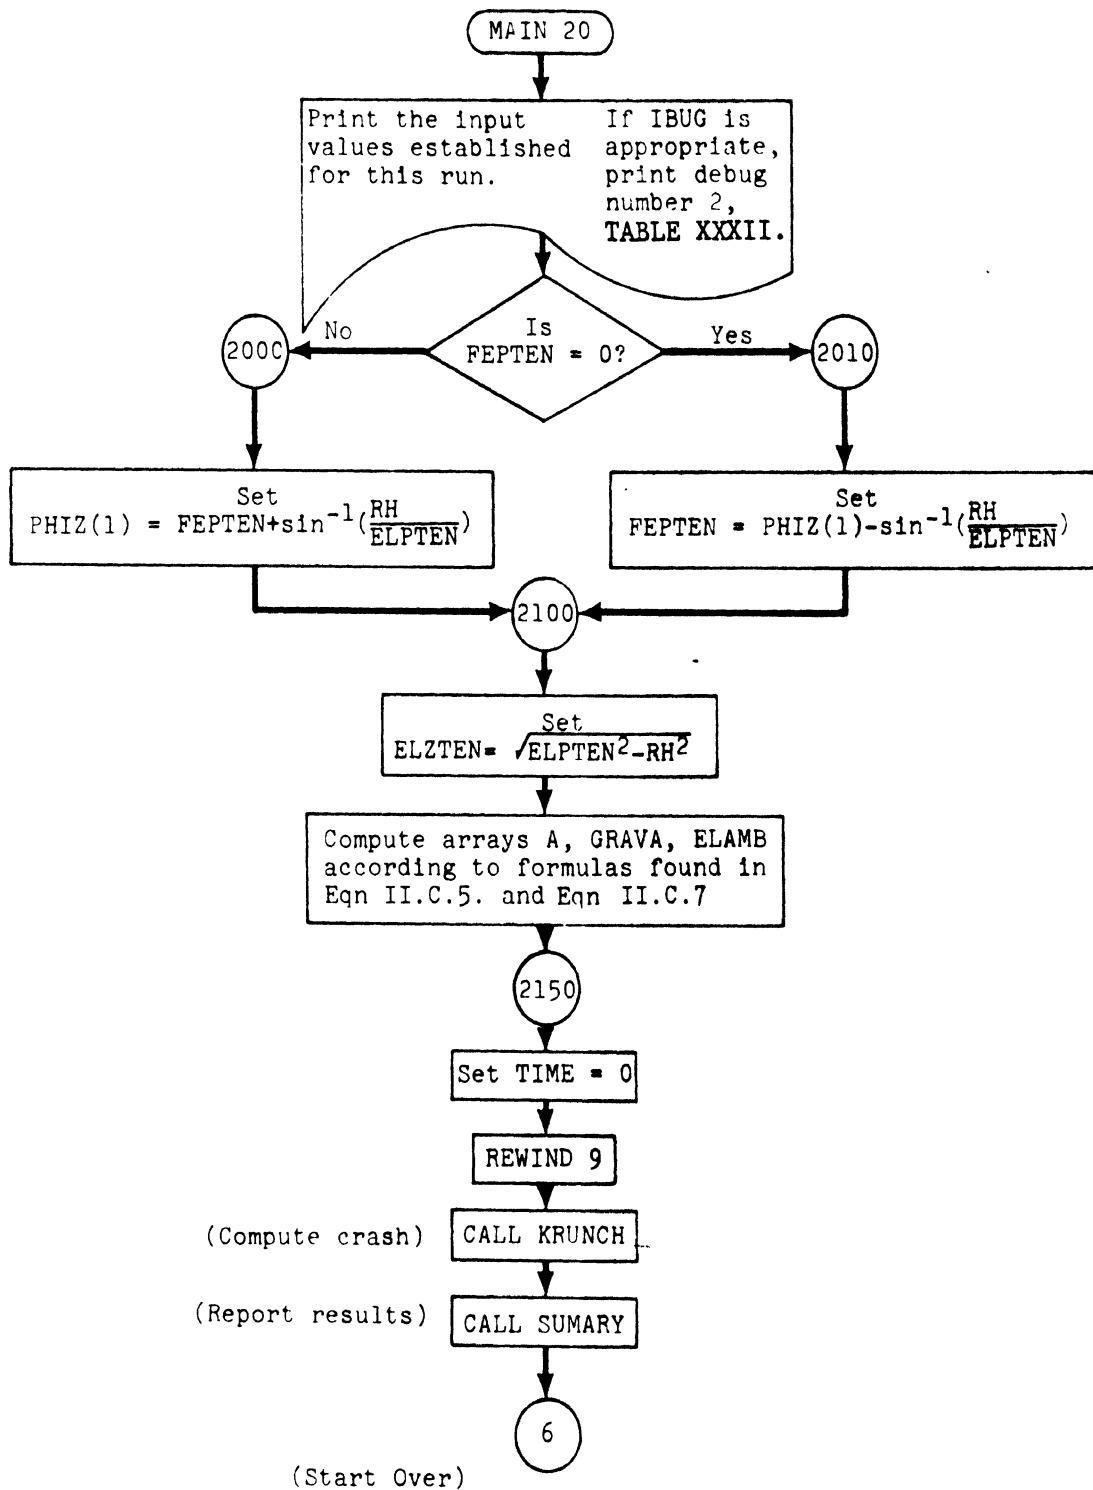 MAIN 20
Print the input
values established
for this run.
If IBUG is
appropriate,
print debug
number 2,
TABLE XXXII.
Is
FEPTEN = 0?
No
Yes
2000
2010
Set
PHIZ(1) = FEPTEN+sin⁻¹(RH/ELPTEN)
Set
FEPTEN = PHIZ(1)-sin⁻¹(RH/ELPTEN)
2100
Set
ELZTEN= √ELPTEN²-RH²
Compute arrays A, GRAVA, ELAMB
according to formulas found in
Eqn II.C.5. and Eqn II.C.7
2150
Set TIME = 0
REWIND 9
(Compute crash)
CALL KRUNCH
(Report results)
CALL SUMARY
6
(Start Over)